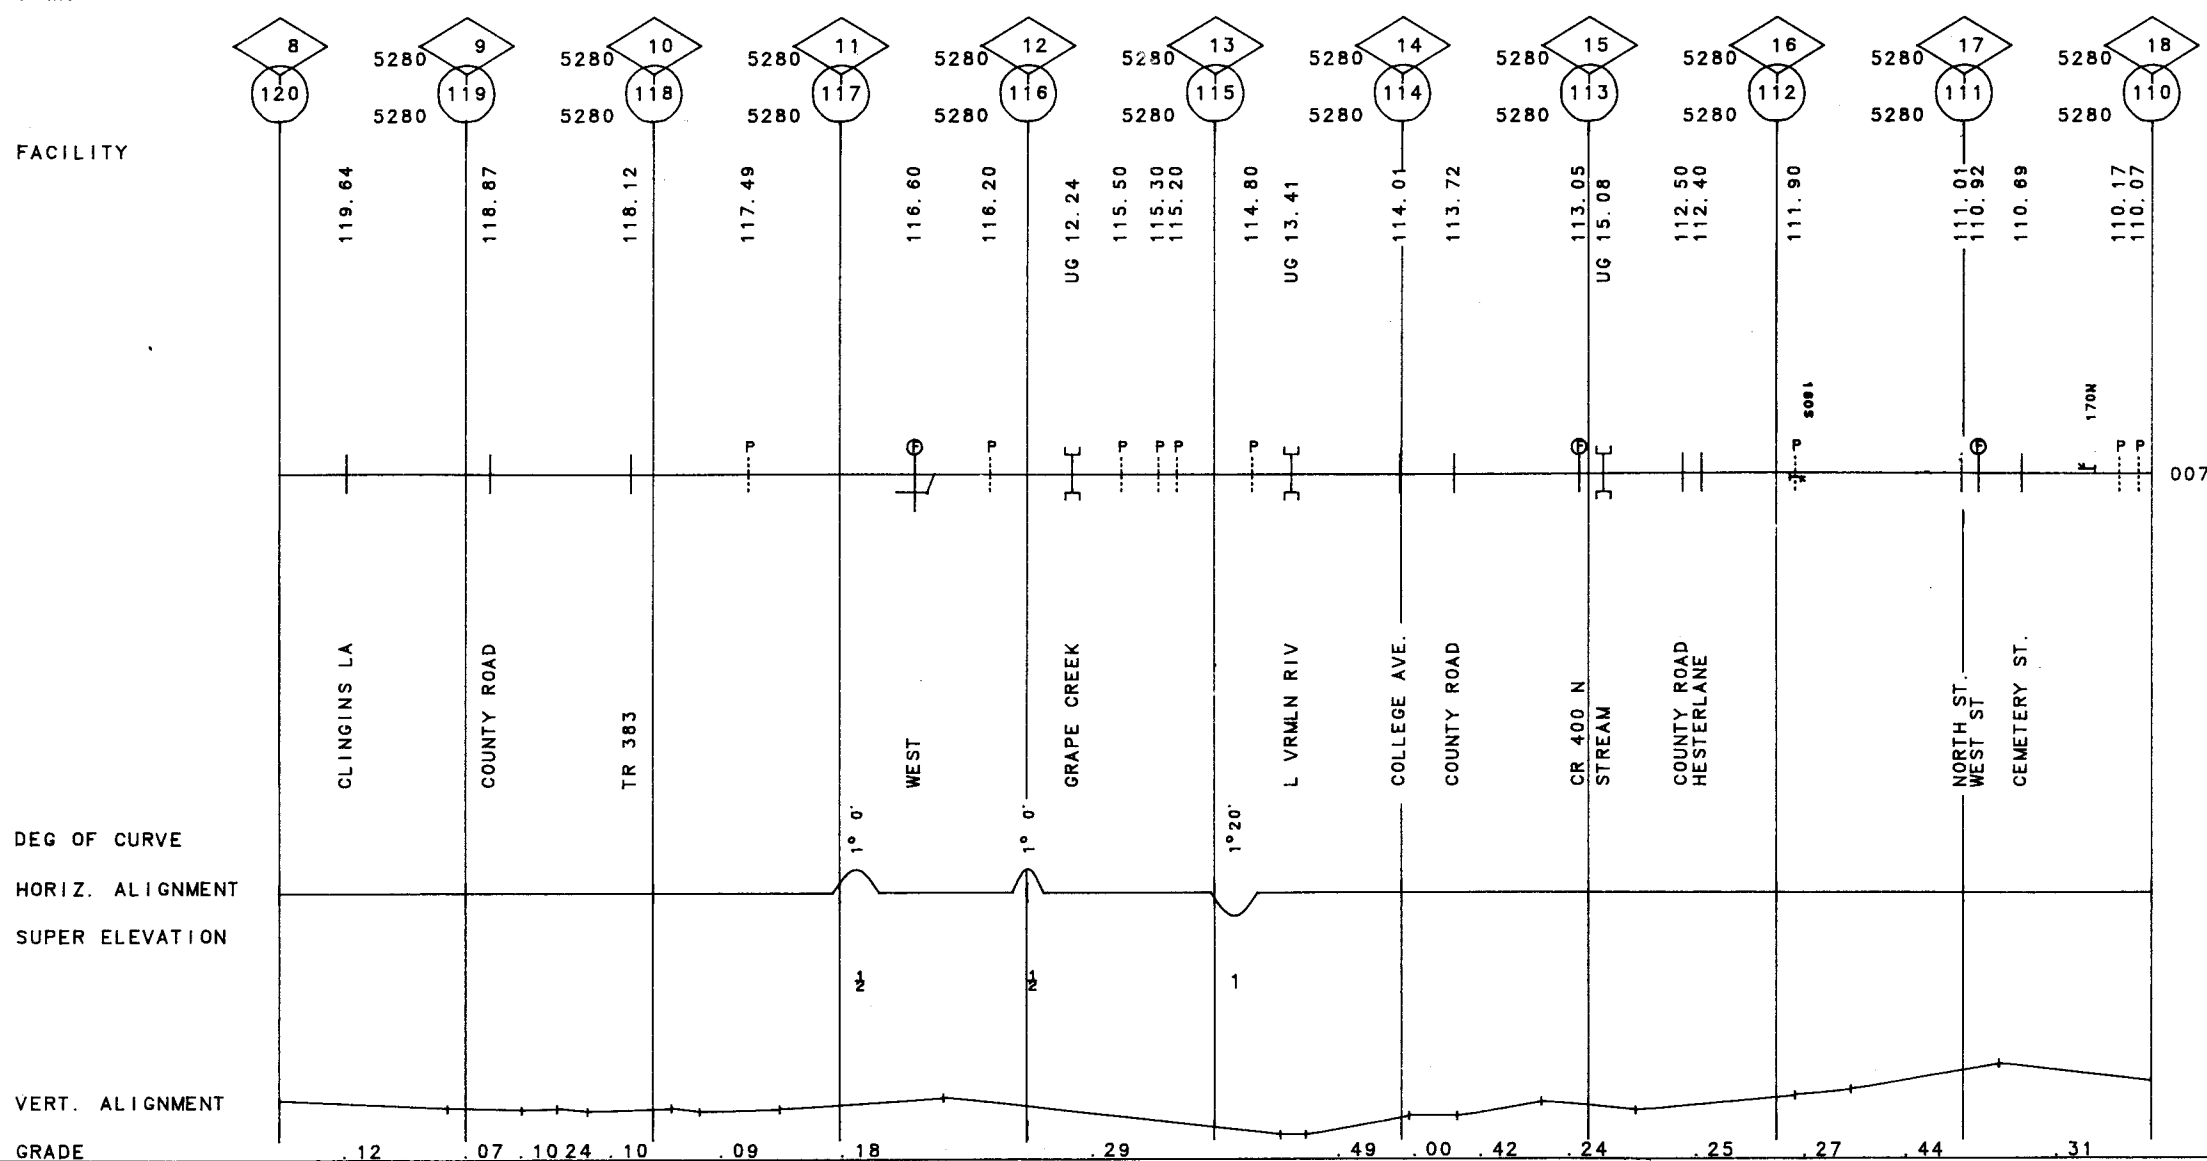 8 9 10 11 12 13 14 15 16 17 18
5280 5280 5280 5280 5280 5280 5280 5280 5280 5280
120 119 118 117 116 115 114 113 112 111 110
5280 5280 5280 5280 5280 5280 5280 5280 5280 5280
FACILITY
119.64
118.87
118.12
117.49
116.60
116.20
UG 12.24
115.50
115.30
115.20
114.80
UG 13.41
114.01
113.72
113.05
UG 15.08
112.50
112.40
111.90
111.01
110.92
110.69
110.17
110.07
180S
170N
P F P P P P P F P F P P
007
CLINGINS LA
COUNTY ROAD
TR 383
WEST
GRAPE CREEK
L VRMLN RIV
COLLEGE AVE.
COUNTY ROAD
CR 400 N
STREAM
COUNTY ROAD
HESTERLANE
NORTH ST.
WEST ST
CEMETERY ST.
DEG OF CURVE
1° 0' 1° 0' 1°20'
HORIZ. ALIGNMENT
SUPER ELEVATION
½ ½ 1
VERT. ALIGNMENT
GRADE .12 .07 .10 24 .10 .09 .18 .29 .49 .00 .42 .24 .25 .27 .44 .31